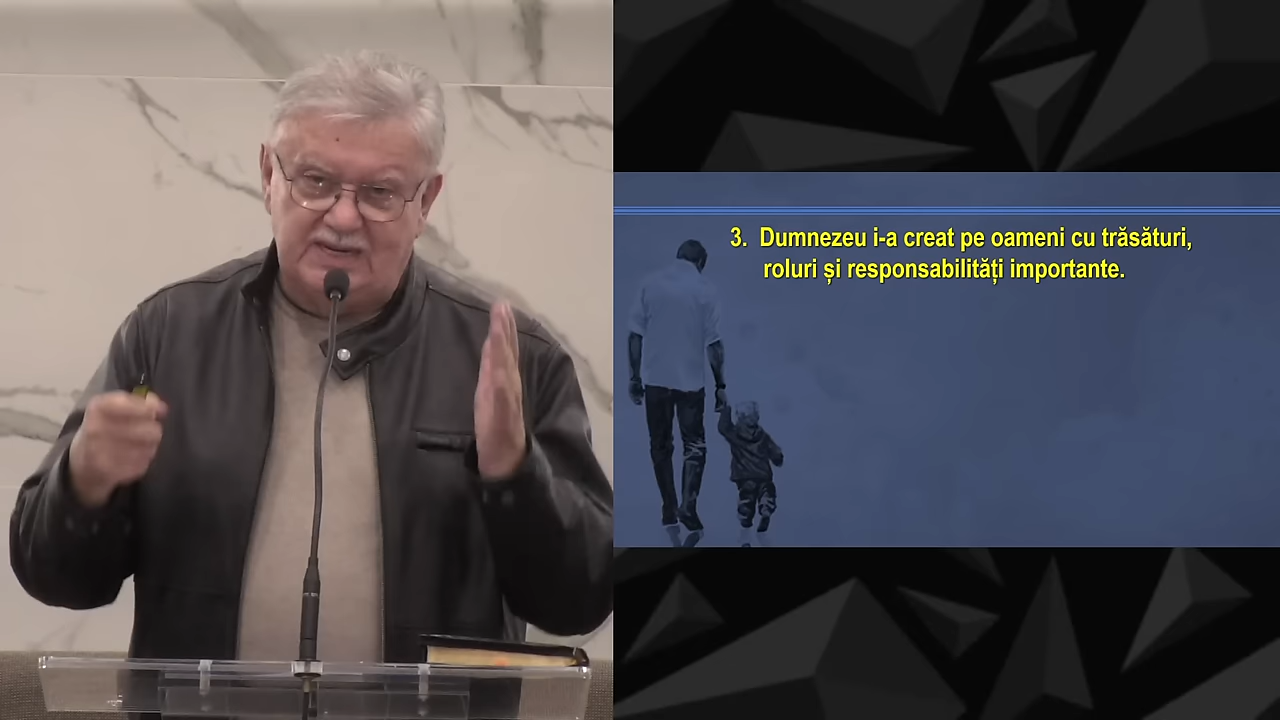 3. Dumnezeu i-a creat pe oameni cu trăsături,
roluri și responsabilități importante.